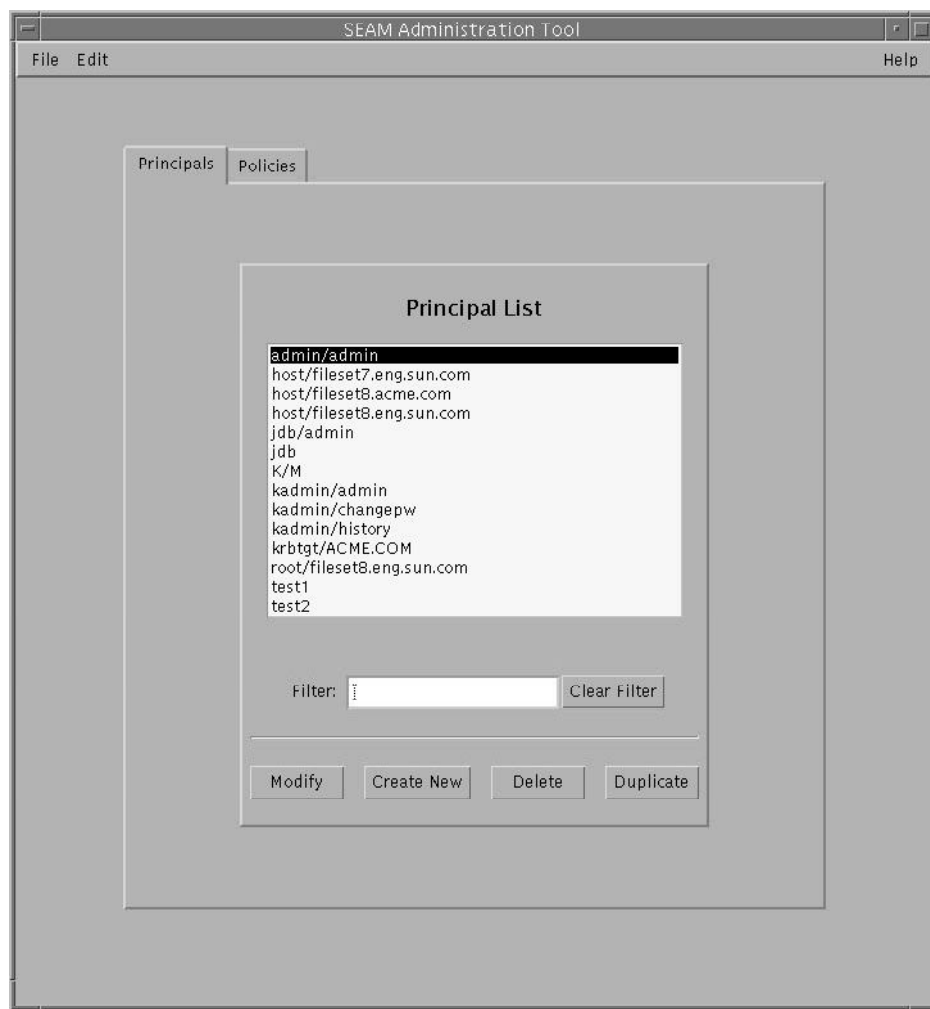 SEAM Administration Tool
File Edit Help
Principals Policies
Principal List
admin/admin
host/fileset7.eng.sun.com
host/fileset8.acme.com
host/fileset8.eng.sun.com
jdb/admin
jdb
K/M
kadmin/admin
kadmin/changepw
kadmin/history
krbtgt/ACME.COM
root/fileset8.eng.sun.com
test1
test2
Filter: Clear Filter
Modify Create New Delete Duplicate